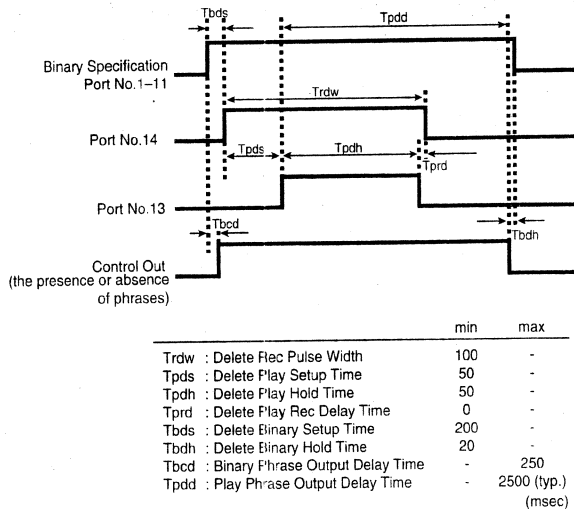 Tbds
Tpdd
Binary Specification
Port No.1–11
Trdw
Port No.14
Tpds
Tpdh
Tprd
Port No.13
Tbcd
Tbdh
Control Out
(the presence or absence
of phrases)
min max
Trdw : Delete Rec Pulse Width 100 -
Tpds : Delete Play Setup Time 50 -
Tpdh : Delete Play Hold Time 50 -
Tprd : Delete Play Rec Delay Time 0 -
Tbds : Delete Binary Setup Time 200 -
Tbdh : Delete Binary Hold Time 20 -
Tbcd : Binary Phrase Output Delay Time - 250
Tpdd : Play Phrase Output Delay Time - 2500 (typ.)
(msec)